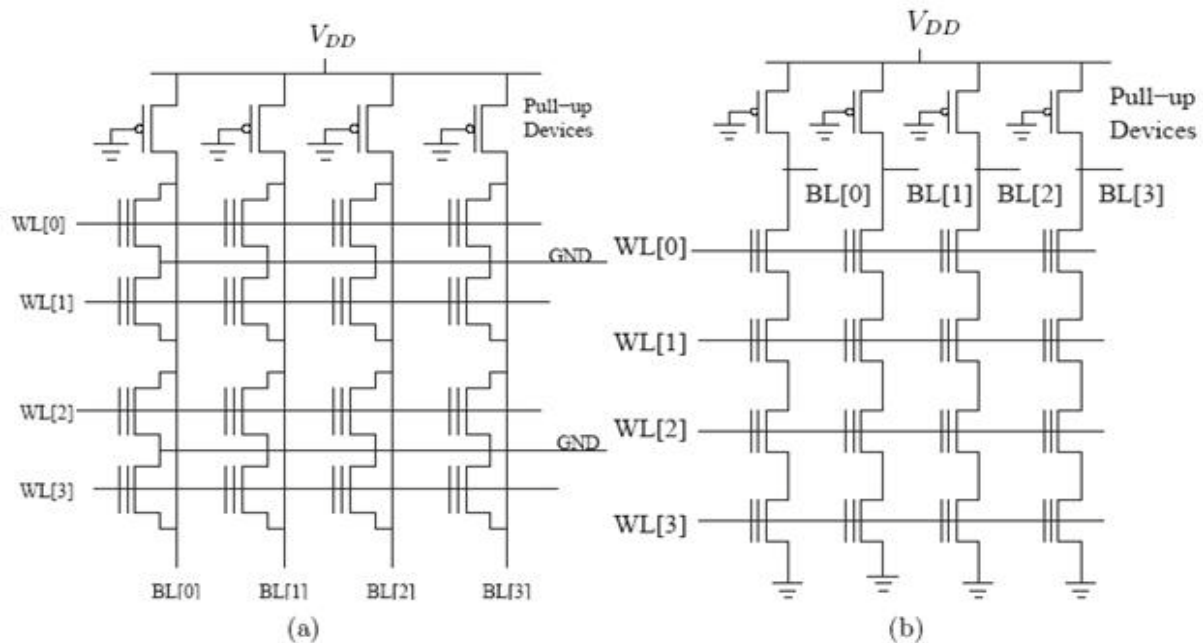 V_DD
Pull-up
Devices
WL[0]
GND
WL[1]
WL[2]
GND
WL[3]
BL[0] BL[1] BL[2] BL[3]
(a)
V_DD
Pull-up
Devices
BL[0] BL[1] BL[2] BL[3]
WL[0]
WL[1]
WL[2]
WL[3]
(b)